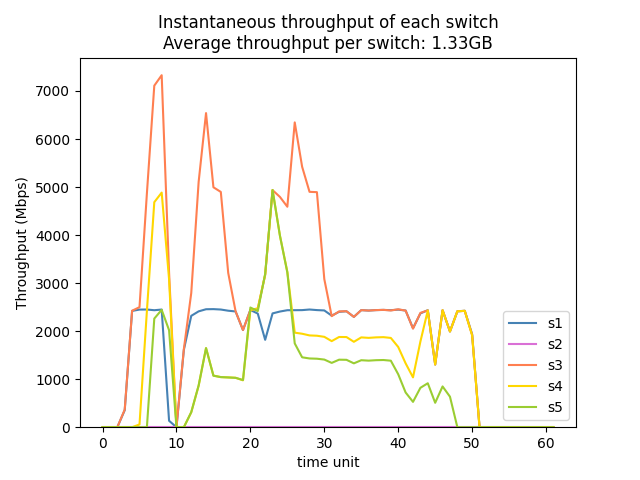 Instantaneous throughput of each switch
Average throughput per switch: 1.33GB
Throughput (Mbps)
7000
6000
5000
4000
3000
2000
1000
0
0 10 20 30 40 50 60
time unit
s1
s2
s3
s4
s5